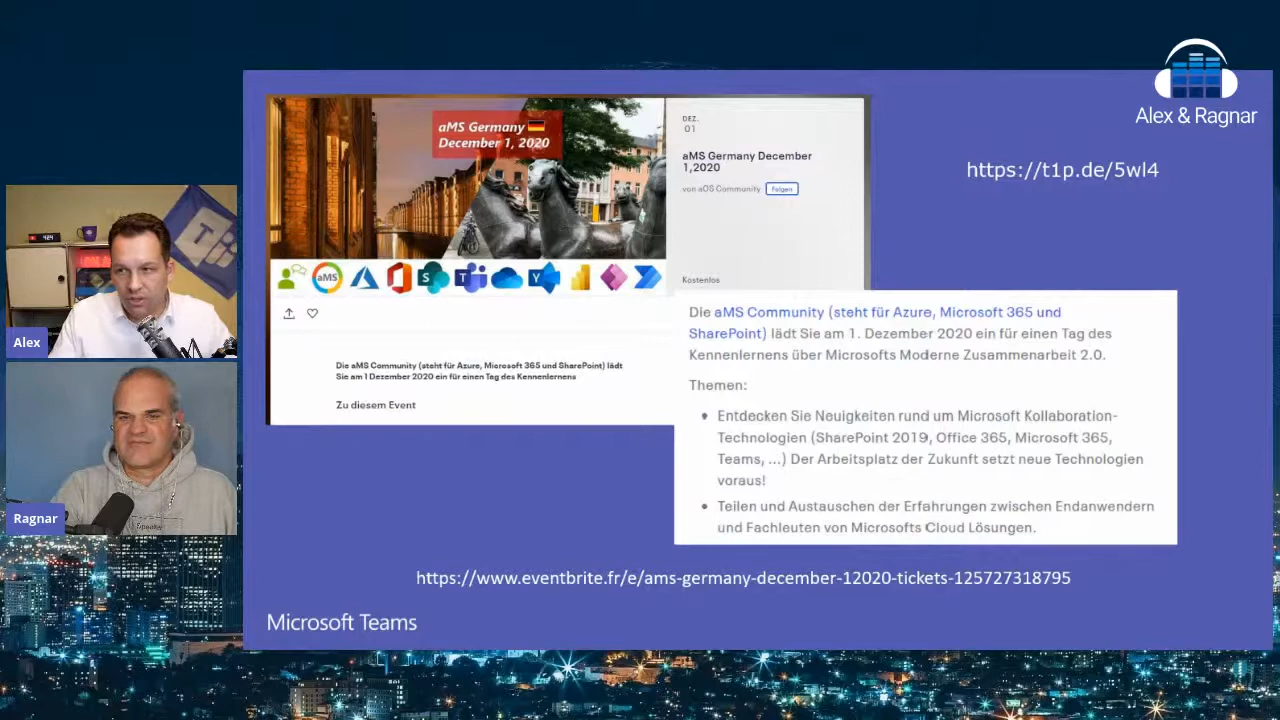 Alex & Ragnar
https://t1p.de/5wl4
aMS Germany
December 1, 2020
DEZ.
01
aMS Germany December
1,2020
von aOS Community
Folgen
Kostenlos
aMS
Die aMS Community (steht für Azure, Microsoft 365 und SharePoint) lädt
Sie am 1 Dezember 2020 ein für einen Tag des Kennenlernens
Zu diesem Event
Die aMS Community (steht für Azure, Microsoft 365 und
SharePoint) lädt Sie am 1. Dezember 2020 ein für einen Tag des
Kennenlernens über Microsofts Moderne Zusammenarbeit 2.0.
Themen:
Entdecken Sie Neuigkeiten rund um Microsoft Kollaboration-
Technologien (SharePoint 2019, Office 365, Microsoft 365,
Teams, ...) Der Arbeitsplatz der Zukunft setzt neue Technologien
voraus!
Teilen und Austauschen der Erfahrungen zwischen Endanwendern
und Fachleuten von Microsofts Cloud Lösungen.
https://www.eventbrite.fr/e/ams-germany-december-12020-tickets-125727318795
Microsoft Teams
Alex
Ragnar